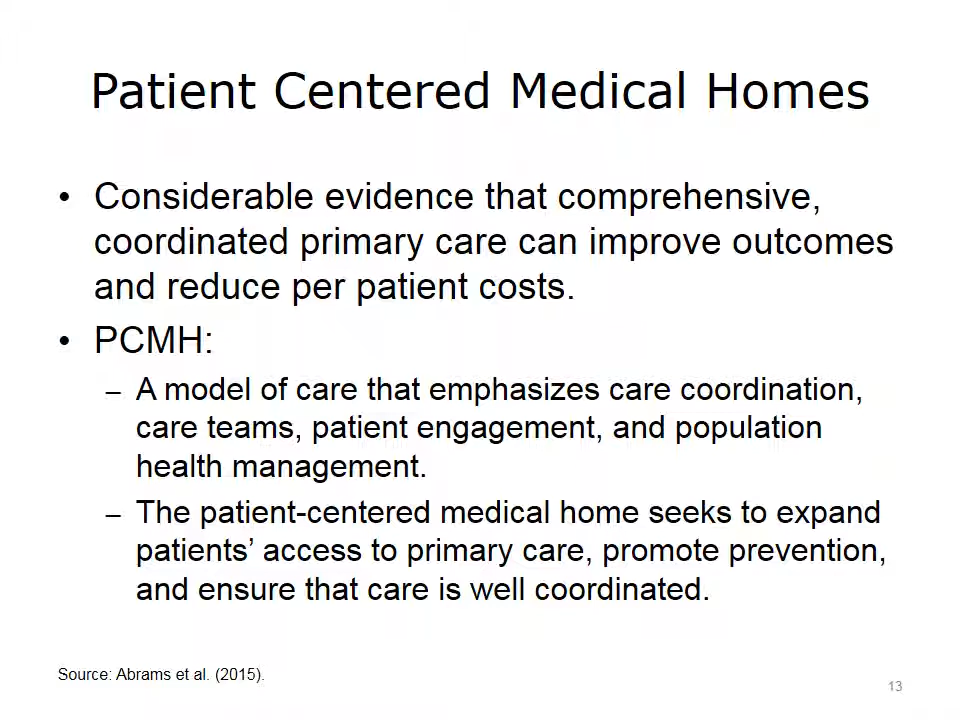 Patient Centered Medical Homes
• Considerable evidence that comprehensive,
coordinated primary care can improve outcomes
and reduce per patient costs.
• PCMH:
– A model of care that emphasizes care coordination,
care teams, patient engagement, and population
health management.
– The patient-centered medical home seeks to expand
patients’ access to primary care, promote prevention,
and ensure that care is well coordinated.
Source: Abrams et al. (2015).
13